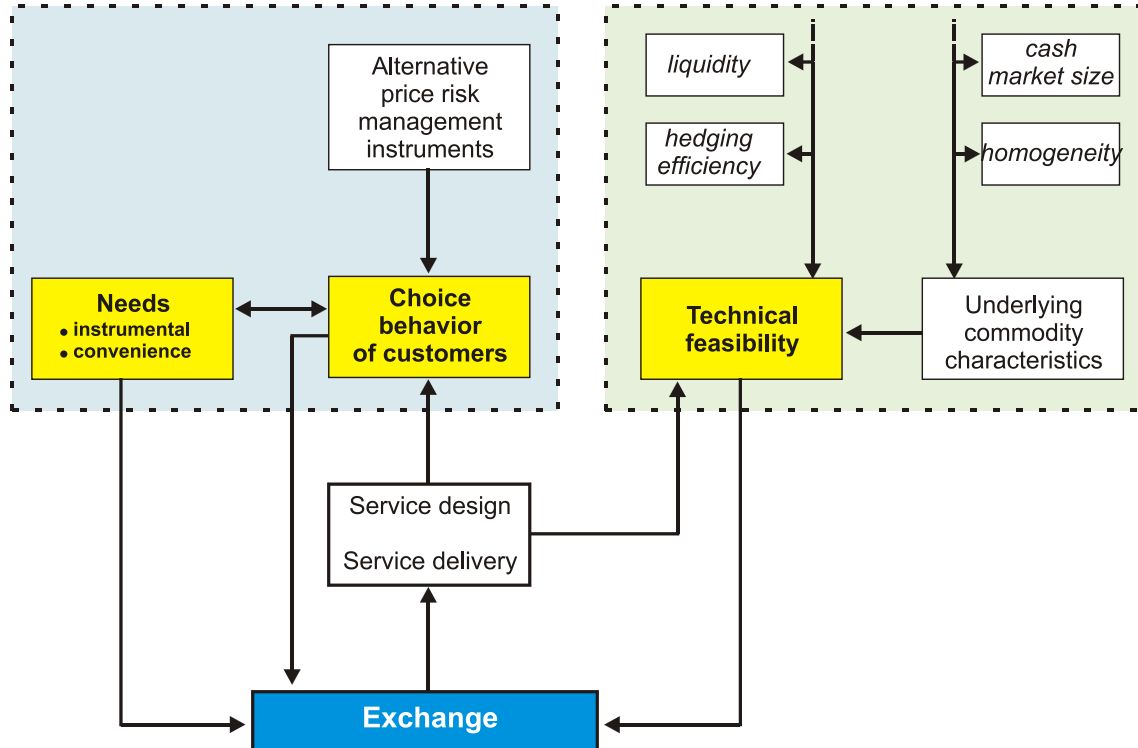 Alternative
price risk
management
instruments
liquidity
cash
market size
hedging
efficiency
homogeneity
Needs
• instrumental
• convenience
Choice
behavior
of customers
Technical
feasibility
Underlying
commodity
characteristics
Service design
Service delivery
Exchange